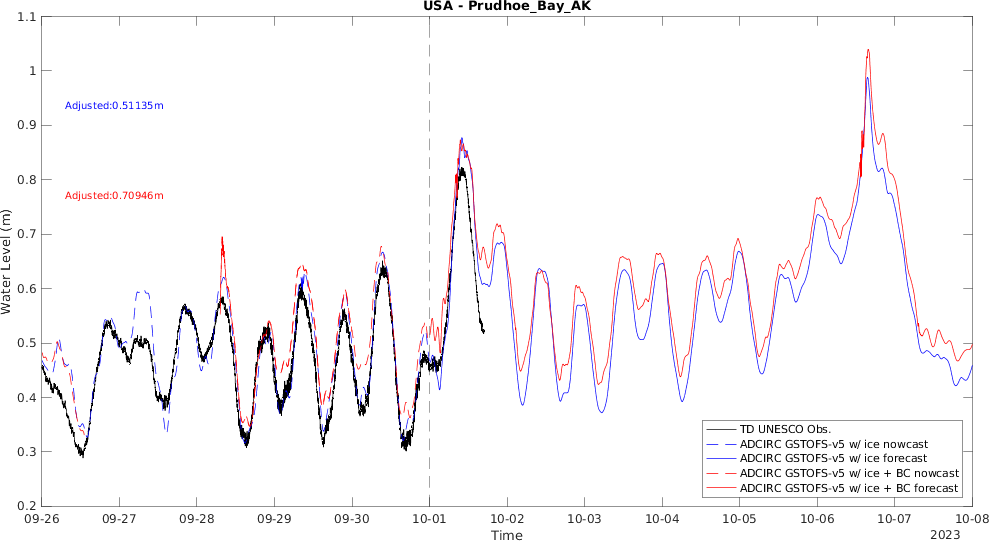 USA - Prudhoe_Bay_AK
1.1
1
0.9
0.8
0.7
0.6
0.5
0.4
0.3
0.2
Water Level (m)
Adjusted:0.51135m
Adjusted:0.70946m
TD UNESCO Obs.
ADCIRC GSTOFS-v5 w/ ice nowcast
ADCIRC GSTOFS-v5 w/ ice forecast
ADCIRC GSTOFS-v5 w/ ice + BC nowcast
ADCIRC GSTOFS-v5 w/ ice + BC forecast
09-26 09-27 09-28 09-29 09-30 10-01 10-02 10-03 10-04 10-05 10-06 10-07 10-08
Time
2023